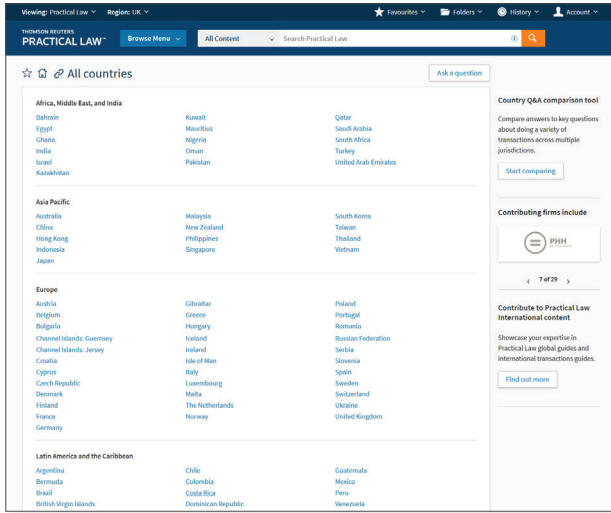 Viewing: Practical Law Region: UK Favourites Folders History Account
THOMSON REUTERS
PRACTICAL LAW™ Browse Menu All Content Search Practical Law
All countries Ask a question
Africa, Middle East, and India
Bahrain Kuwait Qatar
Egypt Mauritius Saudi Arabia
Ghana Nigeria South Africa
India Oman Turkey
Israel Pakistan United Arab Emirates
Kazakhstan
Asia Pacific
Australia Malaysia South Korea
China New Zealand Taiwan
Hong Kong Philippines Thailand
Indonesia Singapore Vietnam
Japan
Europe
Austria Gibraltar Poland
Belgium Greece Portugal
Bulgaria Hungary Romania
Channel Islands: Guernsey Iceland Russian Federation
Channel Islands: Jersey Ireland Serbia
Croatia Isle of Man Slovenia
Cyprus Italy Spain
Czech Republic Luxembourg Sweden
Denmark Malta Switzerland
Finland The Netherlands Ukraine
France Norway United Kingdom
Germany
Latin America and the Caribbean
Argentina Chile Guatemala
Bermuda Colombia Mexico
Brazil Costa Rica Peru
British Virgin Islands Dominican Republic Venezuela
Country Q&A comparison tool
Compare answers to key questions
about doing a variety of
transactions across multiple
jurisdictions.
Start comparing
Contributing firms include
PHH
7 of 29
Contribute to Practical Law
International content
Showcase your expertise in
Practical Law global guides and
international transactions guides.
Find out more